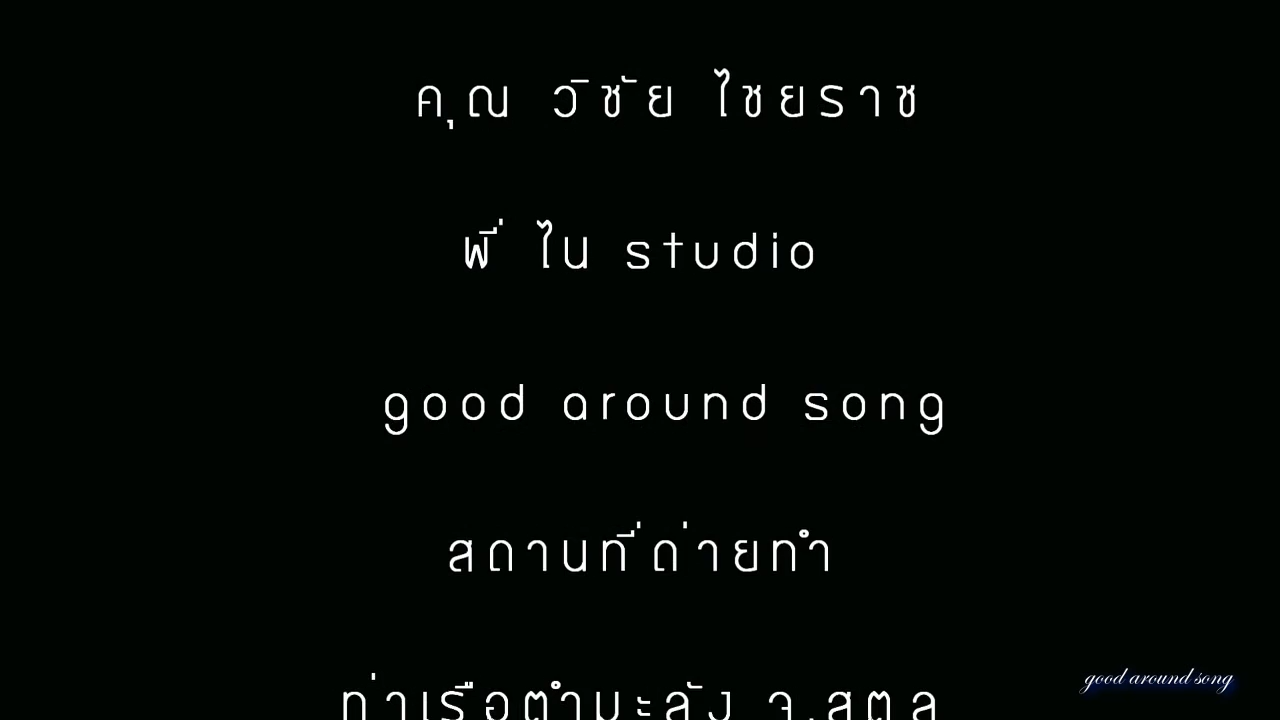 คุณ วิชัย ไชยราช
พี่ ใน studio
good around song
สถานที่ถ่ายทำ
ท่าเรือตำมะลัง จ.สตูล
good around song